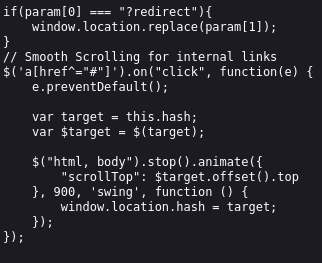 if(param[0] === "?redirect"){
    window.location.replace(param[1]);
}
// Smooth Scrolling for internal links
$('a[href^="#"]').on("click", function(e) {
    e.preventDefault();

    var target = this.hash;
    var $target = $(target);

    $("html, body").stop().animate({
        "scrollTop": $target.offset().top
    }, 900, 'swing', function () {
        window.location.hash = target;
    });
});